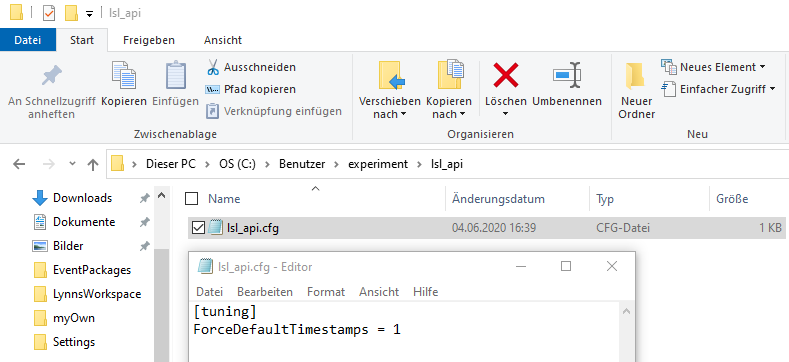 lsl_api
Datei Start Freigeben Ansicht
An Schnellzugriff anheften
Kopieren
Einfügen
Ausschneiden
Pfad kopieren
Verknüpfung einfügen
Zwischenablage
Verschieben nach
Kopieren nach
Löschen
Umbenennen
Organisieren
Neuer Ordner
Neues Element
Einfacher Zugriff
Neu
Dieser PC > OS (C:) > Benutzer > experiment > lsl_api
Downloads
Dokumente
Bilder
EventPackages
LynnsWorkspace
myOwn
Settings
Name Änderungsdatum Typ Größe
lsl_api.cfg 04.06.2020 16:39 CFG-Datei 1 KB
lsl_api.cfg - Editor
Datei Bearbeiten Format Ansicht Hilfe
[tuning]
ForceDefaultTimestamps = 1